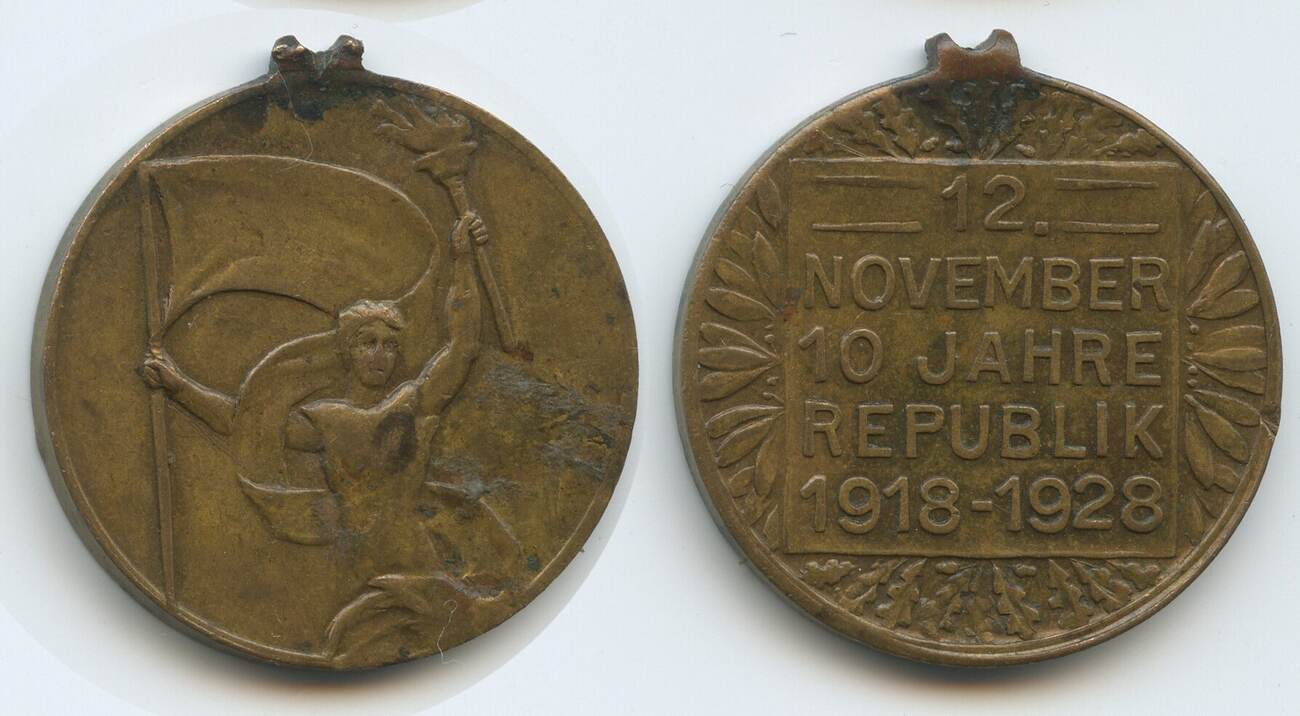 12.
NOVEMBER
10 JAHRE
REPUBLIK
1918-1928